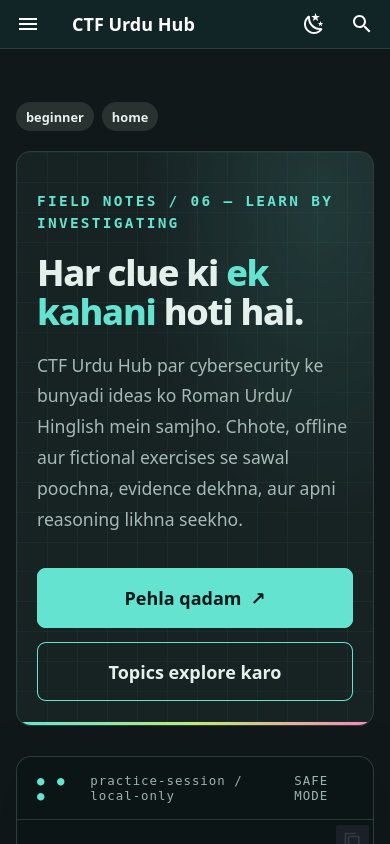 CTF Urdu Hub
beginner home
FIELD NOTES / 06 — LEARN BY
INVESTIGATING
Har clue ki ek
kahani hoti hai.
CTF Urdu Hub par cybersecurity ke
bunyadi ideas ko Roman Urdu/
Hinglish mein samjho. Chhote, offline
aur fictional exercises se sawal
poochna, evidence dekhna, aur apni
reasoning likhna seekho.
Pehla qadam ↗
Topics explore karo
practice-session / SAFE
local-only MODE